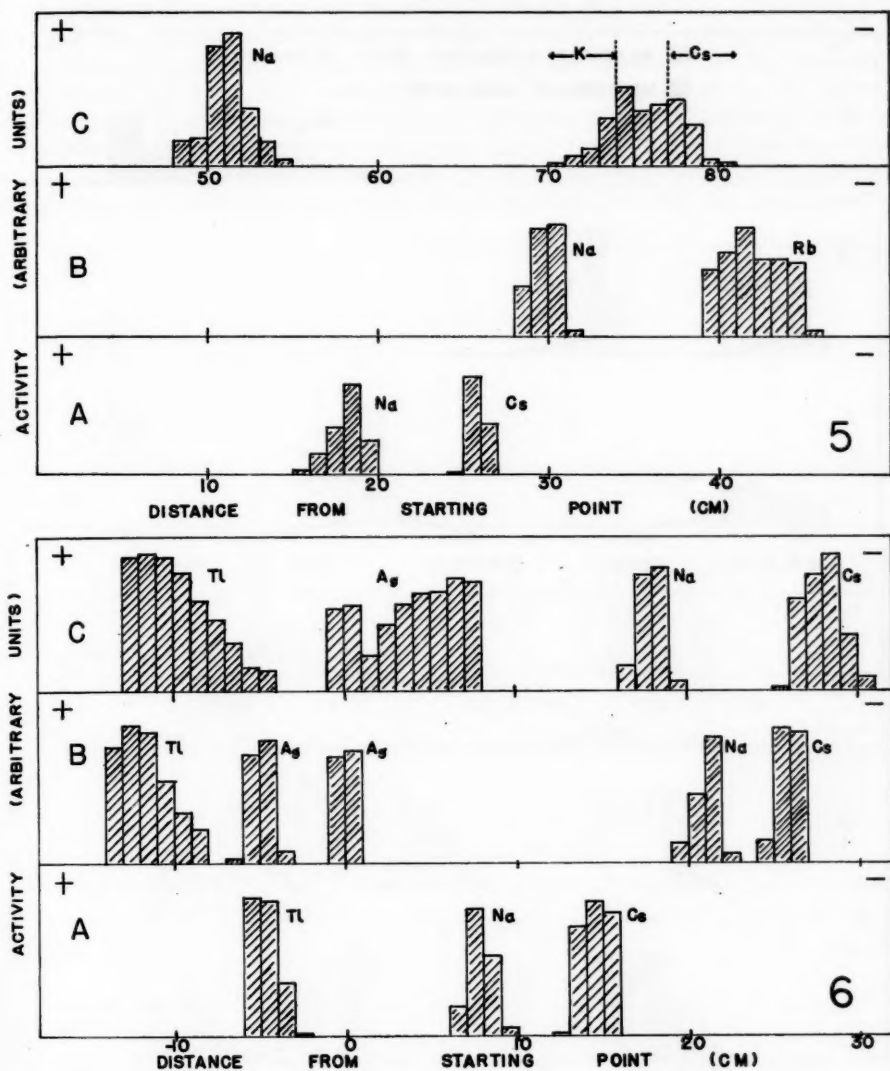 + −
C Na K Cs
50 60 70 80
+ −
B Na Rb
+ −
A Na Cs 5
10 20 30 40
DISTANCE FROM STARTING POINT (CM)
ACTIVITY (ARBITRARY UNITS)
+ −
C Tl Ag Na Cs
+ −
B Tl Ag Ag Na Cs
+ −
A Tl Na Cs 6
-10 0 10 20 30
DISTANCE FROM STARTING POINT (CM)
ACTIVITY (ARBITRARY UNITS)